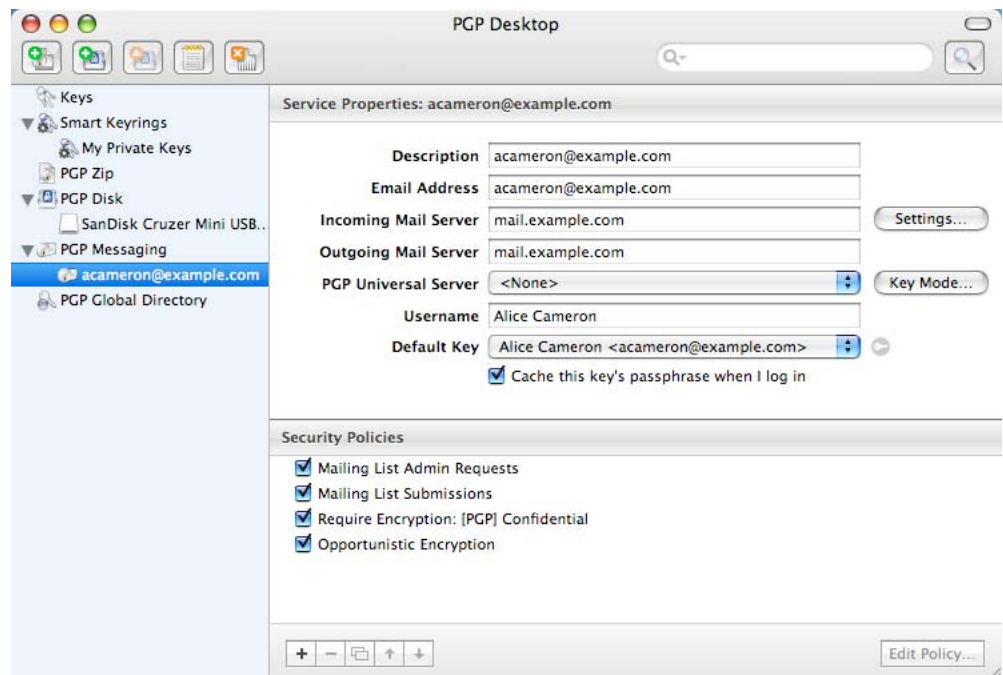 PGP Desktop
Keys
Smart Keyrings
My Private Keys
PGP Zip
PGP Disk
SanDisk Cruzer Mini USB..
PGP Messaging
acameron@example.com
PGP Global Directory
Service Properties: acameron@example.com
Description acameron@example.com
Email Address acameron@example.com
Incoming Mail Server mail.example.com Settings...
Outgoing Mail Server mail.example.com
PGP Universal Server <None> Key Mode...
Username Alice Cameron
Default Key Alice Cameron <acameron@example.com>
Cache this key's passphrase when I log in
Security Policies
Mailing List Admin Requests
Mailing List Submissions
Require Encryption: [PGP] Confidential
Opportunistic Encryption
Edit Policy...